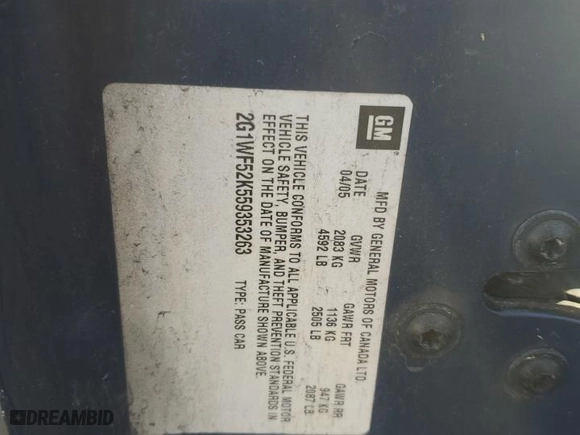 GM
MFD BY GENERAL MOTORS OF CANADA LTD.
DATE GVWR GAWR FRT GAWR RR
04/05 2083 KG 1136 KG 947 KG
4592 LB 2505 LB 2087 LB
THIS VEHICLE CONFORMS TO ALL APPLICABLE U.S. FEDERAL MOTOR
VEHICLE SAFETY, BUMPER, AND THEFT PREVENTION STANDARDS IN
EFFECT ON THE DATE OF MANUFACTURE SHOWN ABOVE.
2G1WF52K559353263 TYPE: PASS CAR
DREAMBID